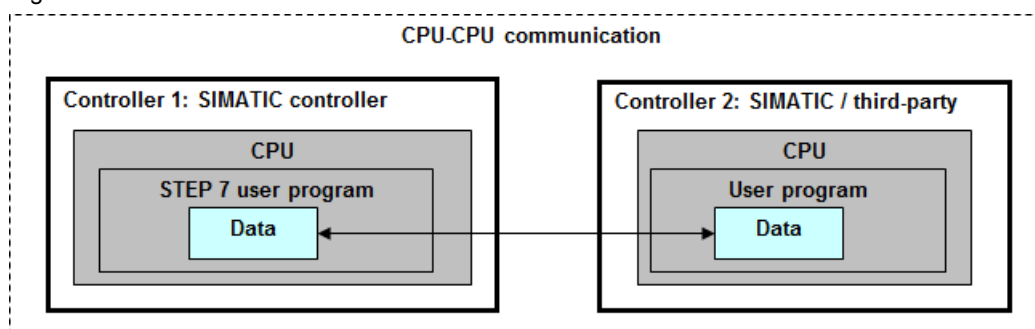 CPU-CPU communication
Controller 1: SIMATIC controller
Controller 2: SIMATIC / third-party
CPU
CPU
STEP 7 user program
User program
Data
Data